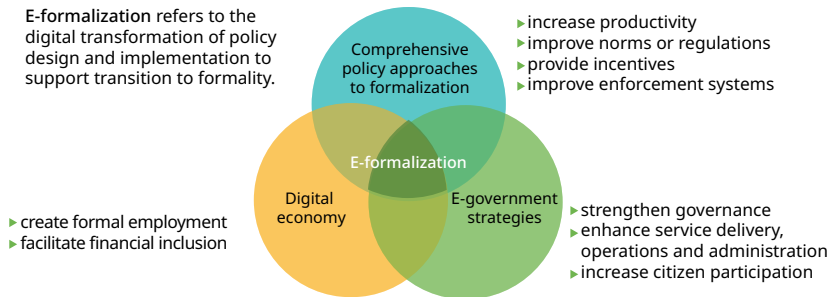 E-formalization refers to the
digital transformation of policy
design and implementation to
support transition to formality.
Comprehensive
policy approaches
to formalization
▸increase productivity
▸improve norms or regulations
▸provide incentives
▸improve enforcement systems
E-formalization
Digital
economy
E-government
strategies
▸create formal employment
▸facilitate financial inclusion
▸strengthen governance
▸enhance service delivery,
operations and administration
▸increase citizen participation